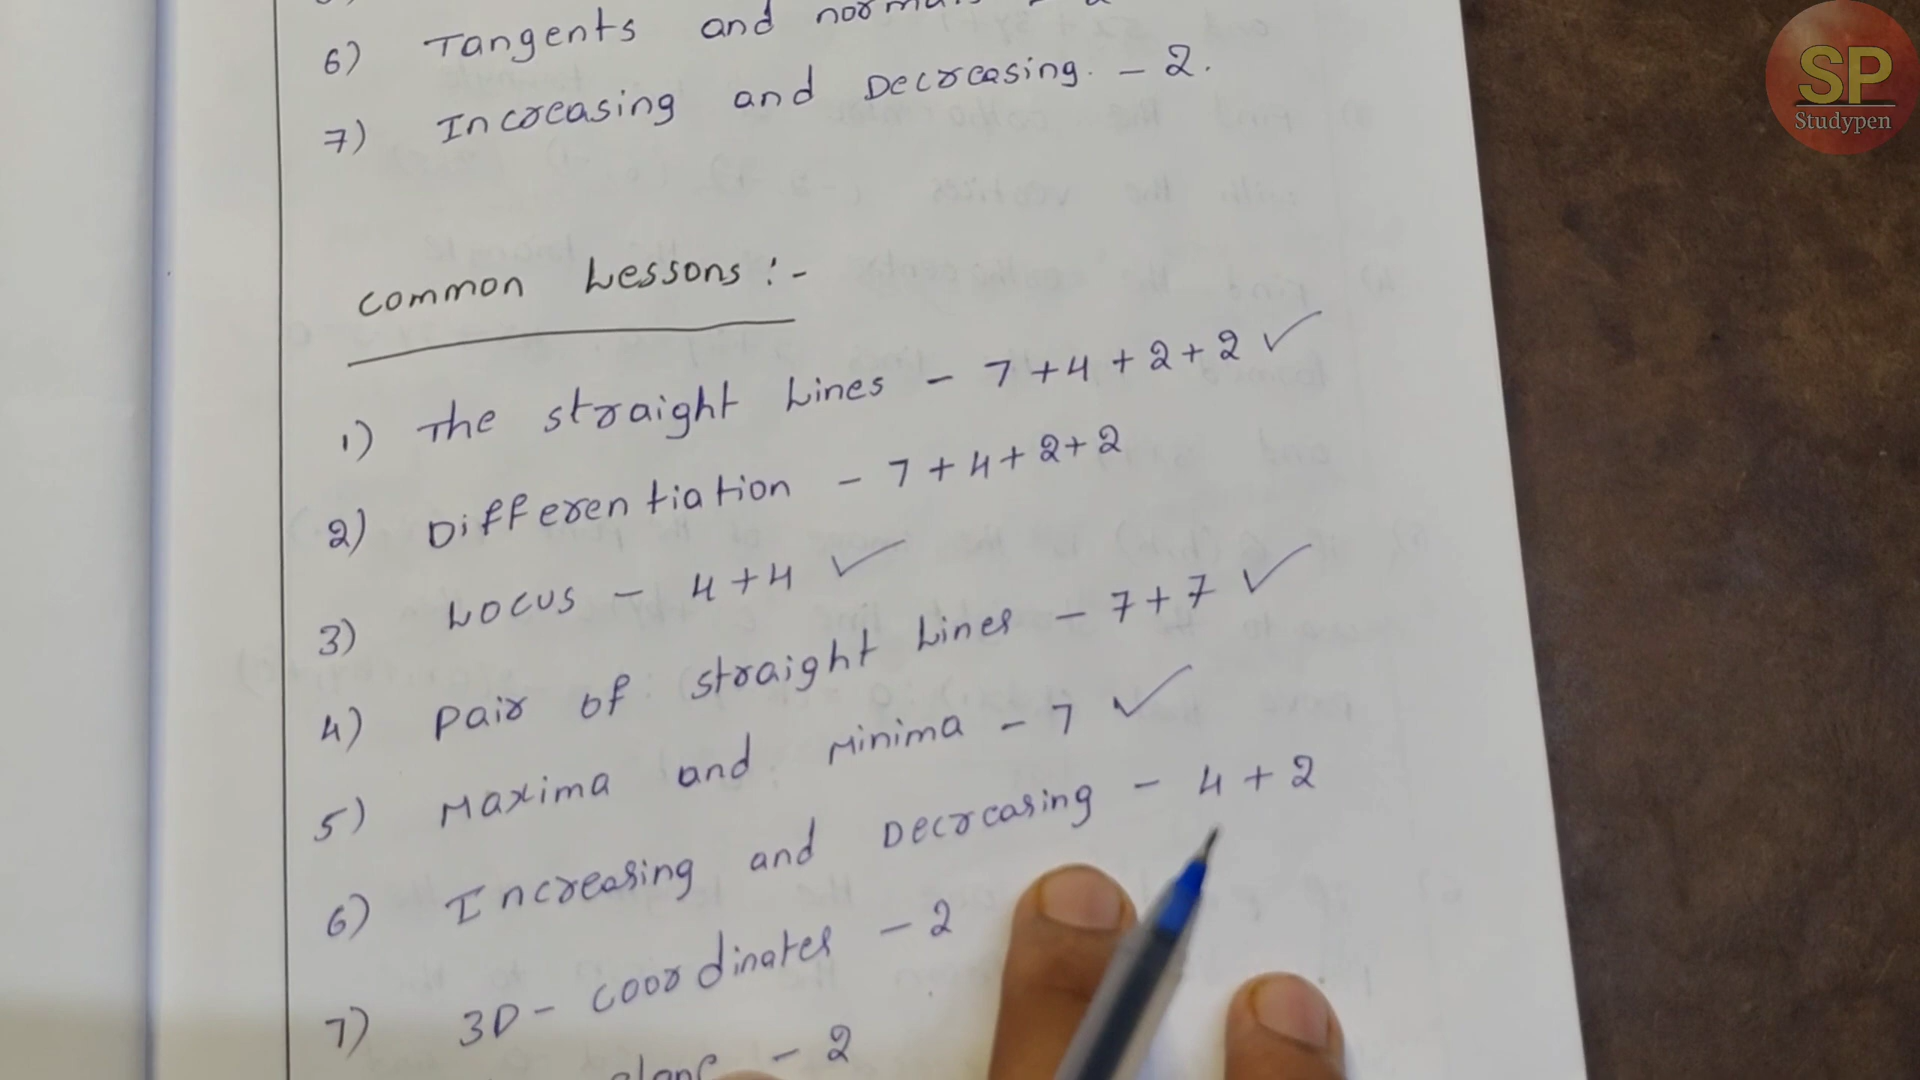 6) Tangents and
7) Increasing and Decreasing. - 2.
SP
Studypen
Common Lessons:-
1) The straight Lines - 7+4+2+2 ✓
2) Differentiation - 7+4+2+2
3) Locus - 4+4 ✓
4) Pair of straight Lines - 7+7 ✓
5) Maxima and Minima - 7 ✓
6) Increasing and Decreasing - 4+2
7) 3D-coordinates - 2
- 2